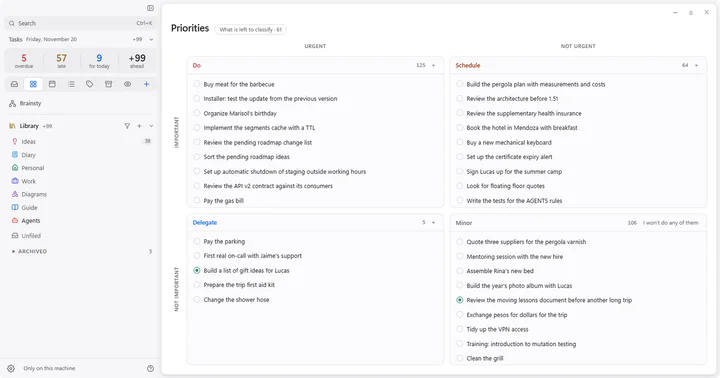 Search Ctrl+K
Tasks Friday, November 20 +99
5 57 9 +99
overdue late for today ahead
Brainsty
Library +99
Ideas 38
Diary
Personal
Work
Diagrams
Guide
Agents
Unfiled
ARCHIVED 3
Only on this machine
Priorities What is left to classify · 61
URGENT NOT URGENT
IMPORTANT
Do 125
Buy meat for the barbecue
Installer: test the update from the previous version
Organize Marisol's birthday
Implement the segments cache with a TTL
Review the pending roadmap change list
Sort the pending roadmap ideas
Set up automatic shutdown of staging outside working hours
Review the API v2 contract against its consumers
Pay the gas bill
Schedule 64
Build the pergola plan with measurements and costs
Review the architecture before 1.51
Review the supplementary health insurance
Book the hotel in Mendoza with breakfast
Buy a new mechanical keyboard
Set up the certificate expiry alert
Sign Lucas up for the summer camp
Look for floating floor quotes
Write the tests for the AGENTS rules
NOT IMPORTANT
Delegate 5
Pay the parking
First real on-call with Jaime's support
Build a list of gift ideas for Lucas
Prepare the trip first aid kit
Change the shower hose
Minor 106 I won't do any of them
Quote three suppliers for the pergola varnish
Mentoring session with the new hire
Assemble Rina's new bed
Build the year's photo album with Lucas
Review the moving lessons document before another long trip
Exchange pesos for dollars for the trip
Tidy up the VPN access
Training: introduction to mutation testing
Clean the grill